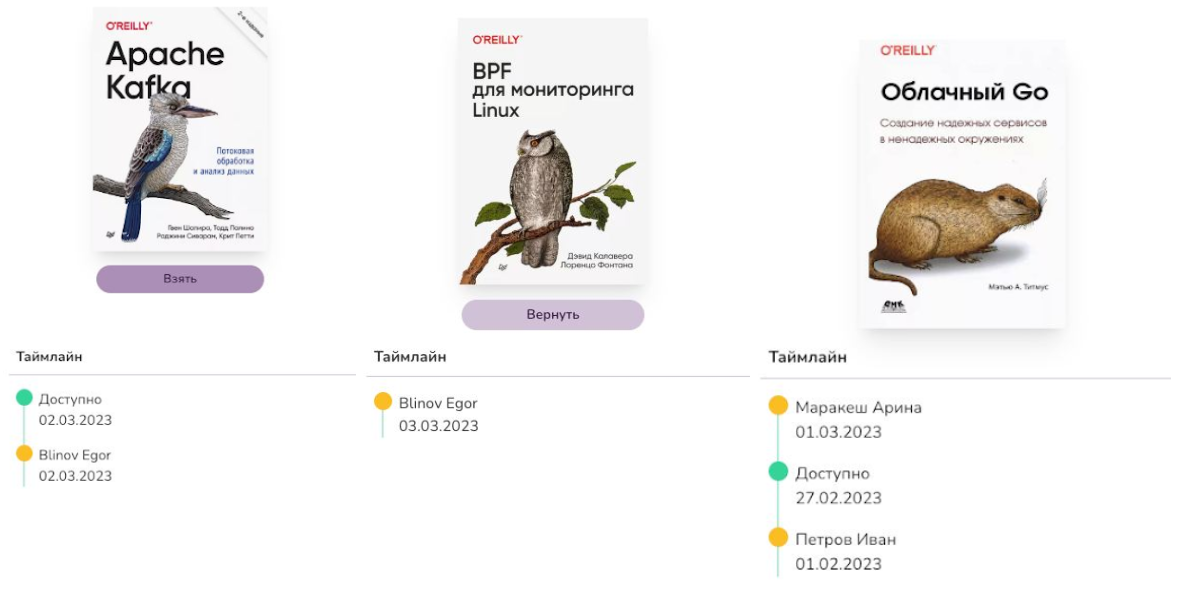 O'REILLY®
2-е издание
Apache
Kafka
Потоковая
обработка
и анализ данных
Гвен Шапира, Тодд Палино
Раджини Сиварам, Крит Петти
Взять
Таймлайн
Доступно
02.03.2023
Blinov Egor
02.03.2023
O'REILLY®
BPF
для мониторинга
Linux
Дэвид Калавера
Лоренцо Фонтана
Вернуть
Таймлайн
Blinov Egor
03.03.2023
O'REILLY®
Облачный Go
Создание надежных сервисов
в ненадежных окружениях
Мэтью А. Титмус
ДМК
Таймлайн
Маракеш Арина
01.03.2023
Доступно
27.02.2023
Петров Иван
01.02.2023